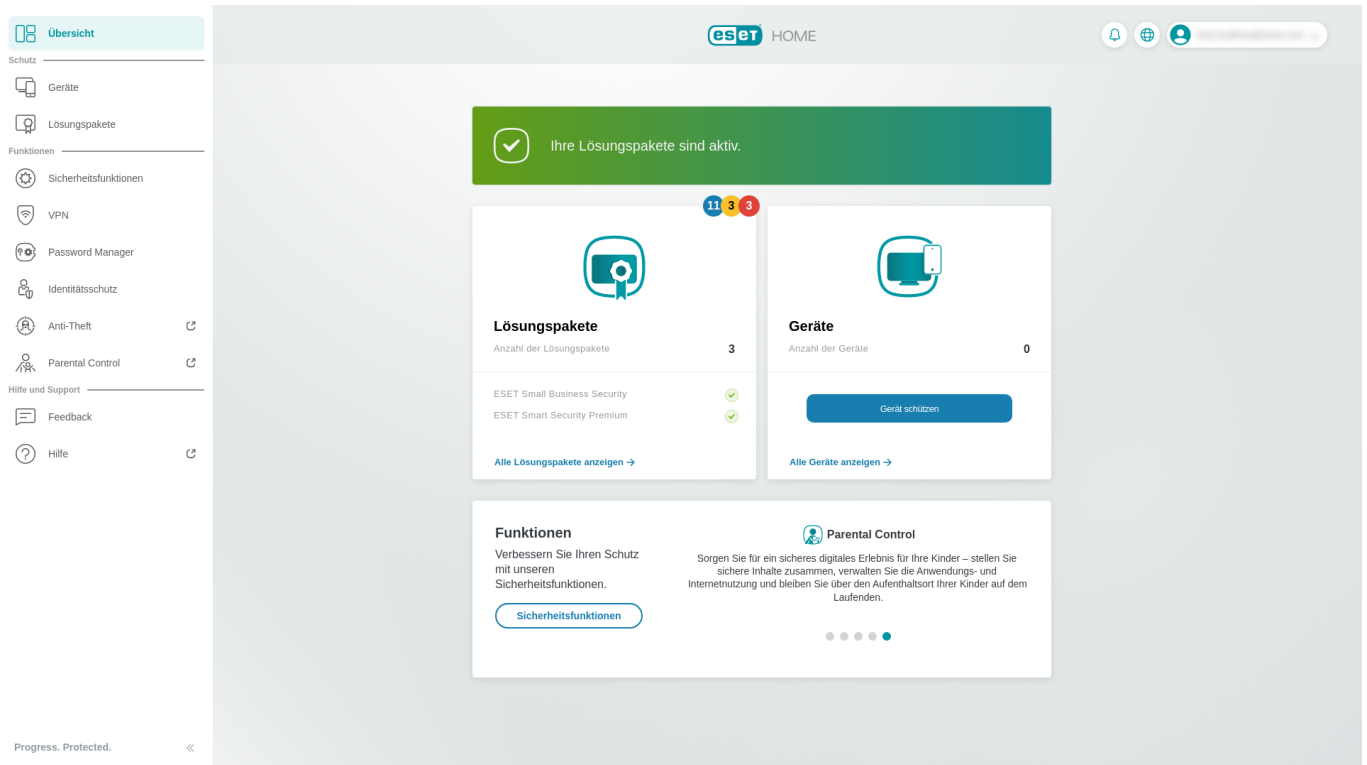 Übersicht
Schutz
Geräte
Lösungspakete
Funktionen
Sicherheitsfunktionen
VPN
Password Manager
Identitätsschutz
Anti-Theft
Parental Control
Hilfe und Support
Feedback
Hilfe
Progress. Protected.
eseT HOME
Ihre Lösungspakete sind aktiv.
11 3 3
Lösungspakete
Anzahl der Lösungspakete 3
ESET Small Business Security
ESET Smart Security Premium
Alle Lösungspakete anzeigen
Geräte
Anzahl der Geräte 0
Gerät schützen
Alle Geräte anzeigen
Funktionen
Verbessern Sie Ihren Schutz
mit unseren
Sicherheitsfunktionen.
Sicherheitsfunktionen
Parental Control
Sorgen Sie für ein sicheres digitales Erlebnis für Ihre Kinder – stellen Sie
sichere Inhalte zusammen, verwalten Sie die Anwendungs- und
Internetnutzung und bleiben Sie über den Aufenthaltsort Ihrer Kinder auf dem
Laufenden.